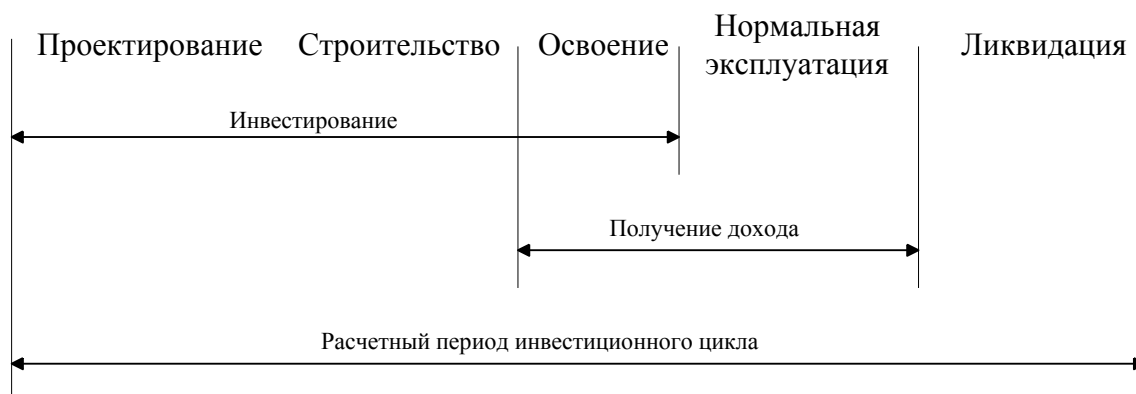 Проектирование
Строительство
Освоение
Нормальная
эксплуатация
Ликвидация
Инвестирование
Получение дохода
Расчетный период инвестиционного цикла